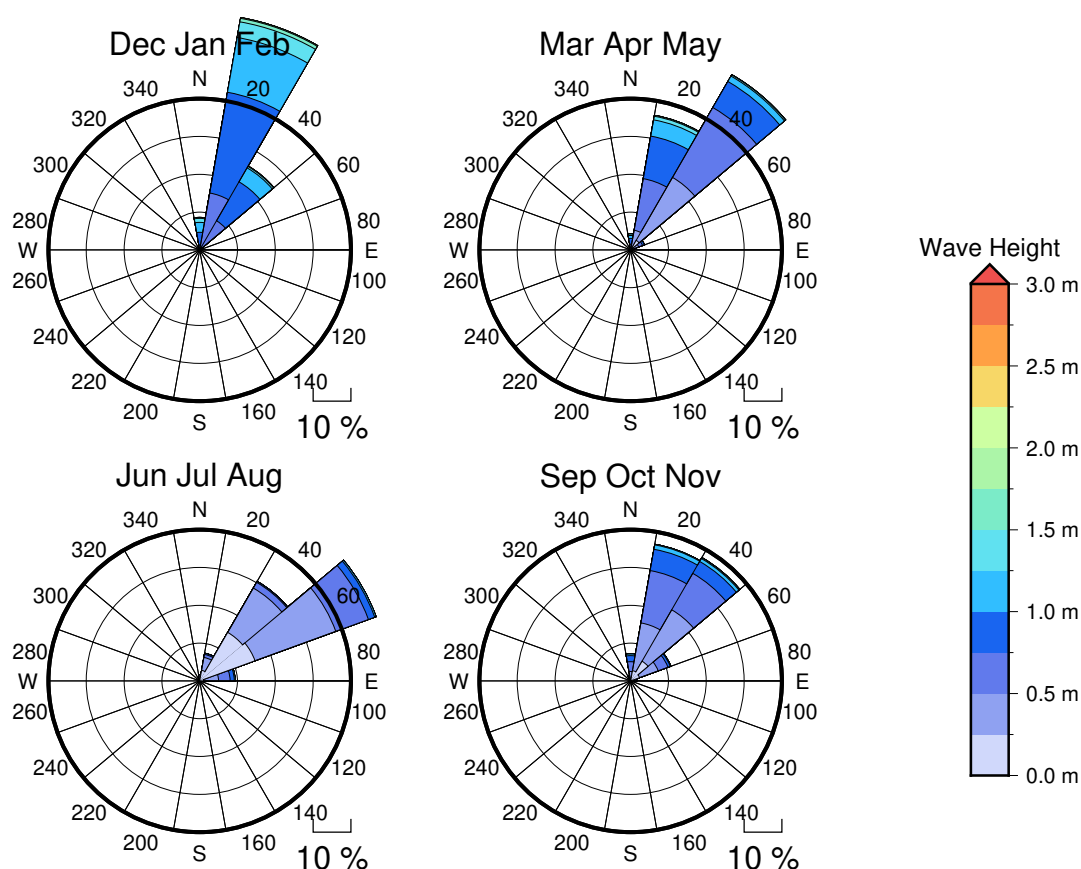 Dec Jan Feb
N
20
40
60
80
E
100
120
140
160
S
200
220
240
260
W
280
300
320
340
10 %
Mar Apr May
N
20
40
60
80
E
100
120
140
160
S
200
220
240
260
W
280
300
320
340
10 %
Jun Jul Aug
N
20
40
60
80
E
100
120
140
160
S
200
220
240
260
W
280
300
320
340
10 %
Sep Oct Nov
N
20
40
60
80
E
100
120
140
160
S
200
220
240
260
W
280
300
320
340
10 %
Wave Height
3.0 m
2.5 m
2.0 m
1.5 m
1.0 m
0.5 m
0.0 m